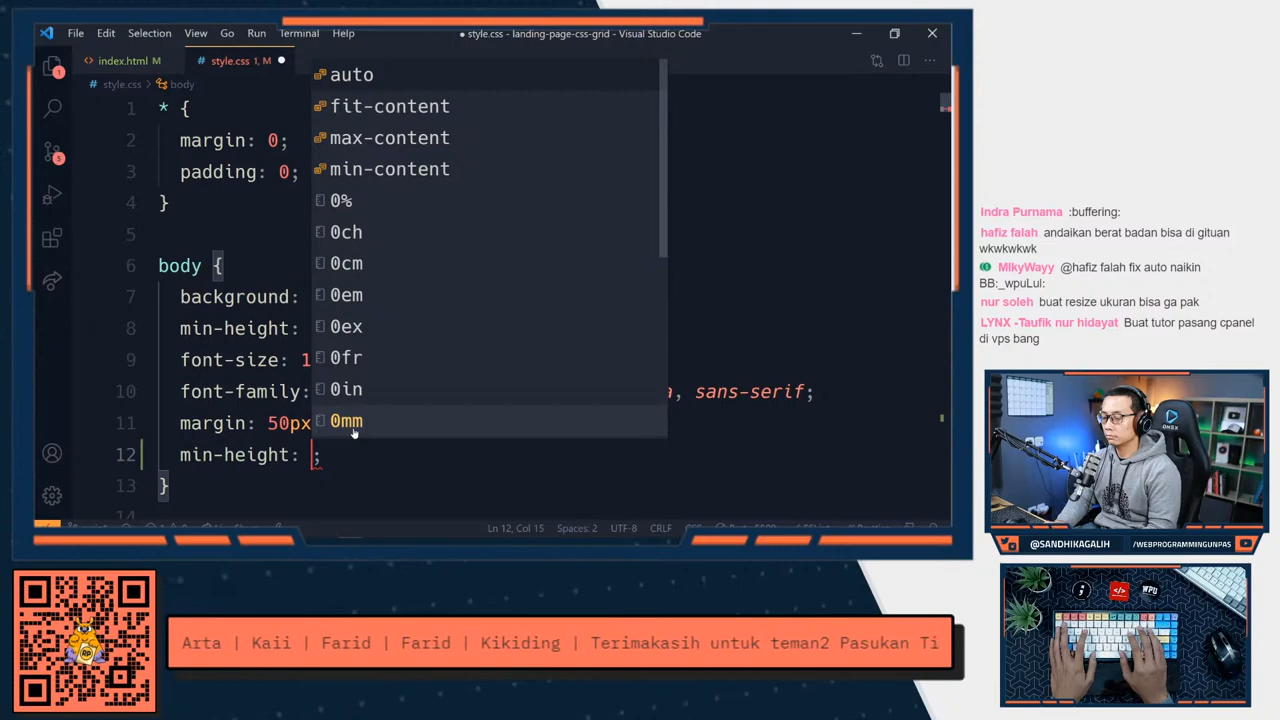 File Edit Selection View Go Run Terminal Help
● style.css - landing-page-css-grid - Visual Studio Code
index.html M
style.css 1, M
style.css > body
1 * {
2 margin: 0;
3 padding: 0;
4 }
5
6 body {
7 background:
8 min-height:
9 font-size: 1
10 font-family: a, sans-serif;
11 margin: 50px
12 min-height: ;
13 }
14
auto
fit-content
max-content
min-content
0%
0ch
0cm
0em
0ex
0fr
0in
0mm
1
5
Ln 12, Col 15 Spaces: 2 UTF-8 CRLF
Indra Purnama :buffering:
hafiz falah andaikan berat badan bisa di gituan
wkwkwkwk
MlkyWayy @hafiz falah fix auto naikin
BB:_wpuLul:
nur soleh buat resize ukuran bisa ga pak
LYNX -Taufik nur hidayat Buat tutor pasang cpanel
di vps bang
@SANDHIKAGALIH /WEBPROGRAMMINGUNPAS
WPU
Arta | Kaii | Farid | Farid | Kikiding | Terimakasih untuk teman2 Pasukan Ti